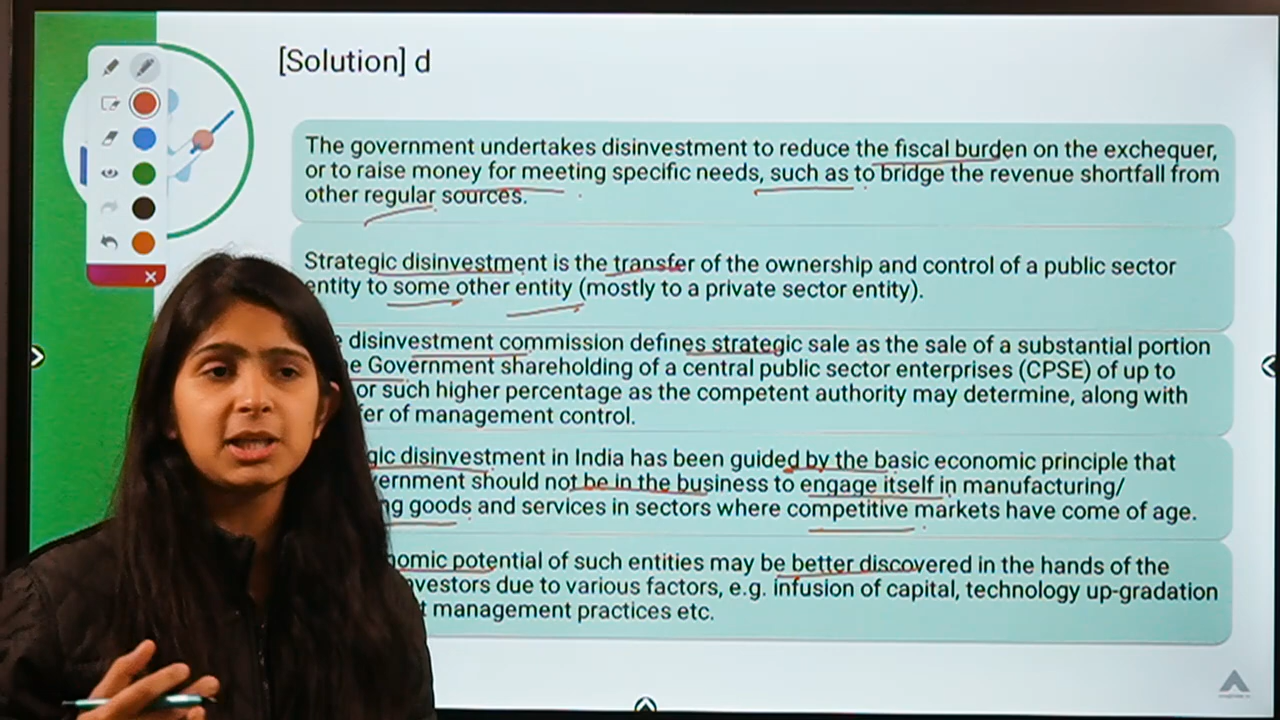 [Solution] d
The government undertakes disinvestment to reduce the fiscal burden on the exchequer,
or to raise money for meeting specific needs, such as to bridge the revenue shortfall from
other regular sources.
Strategic disinvestment is the transfer of the ownership and control of a public sector
entity to some other entity (mostly to a private sector entity).
disinvestment commission defines strategic sale as the sale of a substantial portion
Government shareholding of a central public sector enterprises (CPSE) of up to
or such higher percentage as the competent authority may determine, along with
of management control.
disinvestment in India has been guided by the basic economic principle that
should not be in the business to engage itself in manufacturing/
goods and services in sectors where competitive markets have come of age.
potential of such entities may be better discovered in the hands of the
due to various factors, e.g. infusion of capital, technology up-gradation
management practices etc.